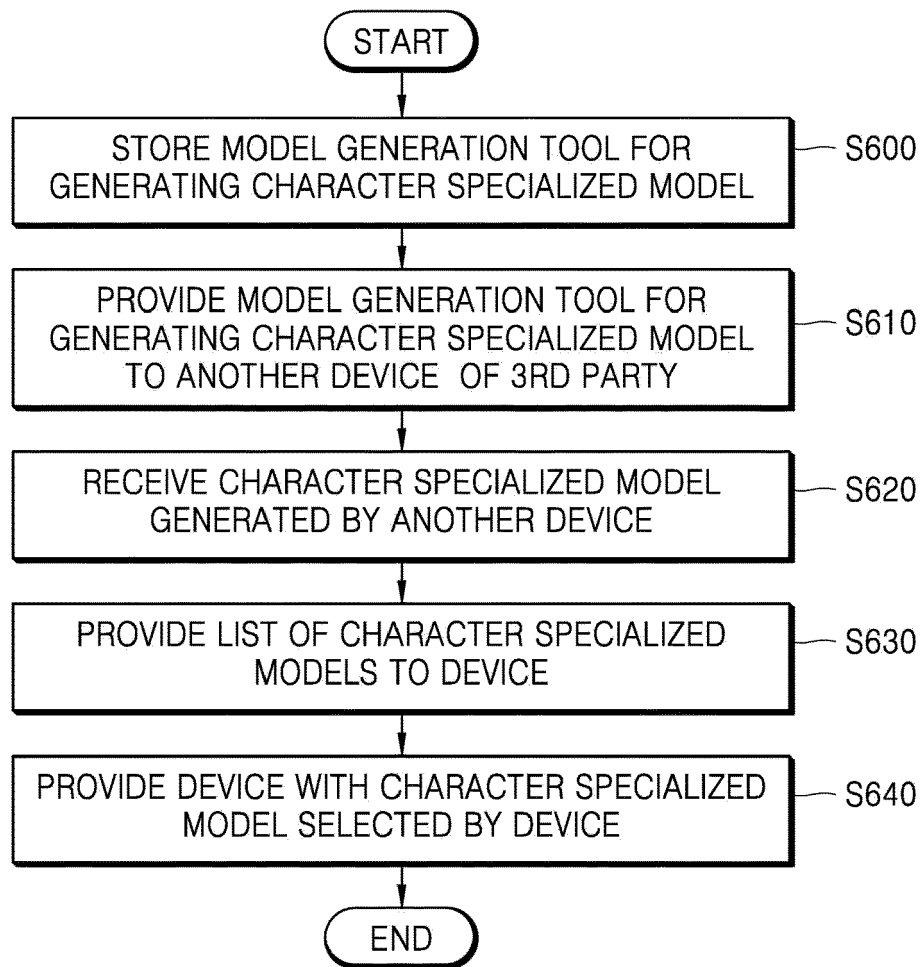 START
STORE MODEL GENERATION TOOL FOR
GENERATING CHARACTER SPECIALIZED MODEL
S600
PROVIDE MODEL GENERATION TOOL FOR
GENERATING CHARACTER SPECIALIZED MODEL
TO ANOTHER DEVICE OF 3RD PARTY
S610
RECEIVE CHARACTER SPECIALIZED MODEL
GENERATED BY ANOTHER DEVICE
S620
PROVIDE LIST OF CHARACTER SPECIALIZED
MODELS TO DEVICE
S630
PROVIDE DEVICE WITH CHARACTER SPECIALIZED
MODEL SELECTED BY DEVICE
S640
END